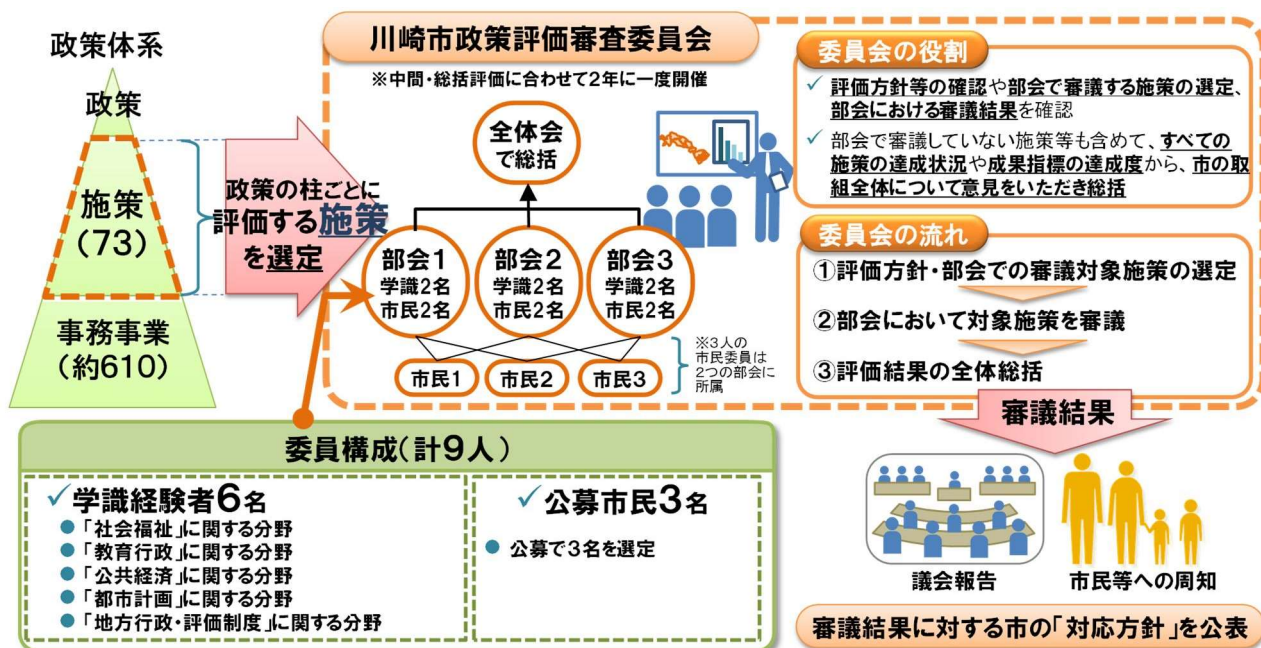 政策体系
政策
施策
(73)
事務事業
(約610)
政策の柱ごとに
評価する施策
を選定
川崎市政策評価審査委員会
※中間・総括評価に合わせて2年に一度開催
全体会
で総括
部会1
学識2名
市民2名
部会2
学識2名
市民2名
部会3
学識2名
市民2名
市民1
市民2
市民3
※3人の
市民委員は
2つの部会に
所属
委員会の役割
✓ 評価方針等の確認や部会で審議する施策の選定、
部会における審議結果を確認
✓ 部会で審議していない施策等も含めて、すべての
施策の達成状況や成果指標の達成度から、市の取
組全体について意見をいただき総括
委員会の流れ
①評価方針・部会での審議対象施策の選定
②部会において対象施策を審議
③評価結果の全体総括
審議結果
議会報告
市民等への周知
審議結果に対する市の「対応方針」を公表
委員構成(計9人)
✓学識経験者6名
●「社会福祉」に関する分野
●「教育行政」に関する分野
●「公共経済」に関する分野
●「都市計画」に関する分野
●「地方行政・評価制度」に関する分野
✓公募市民3名
● 公募で3名を選定